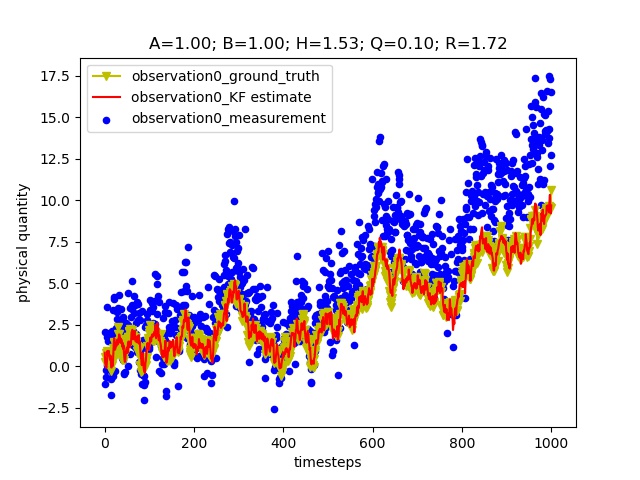 A=1.00; B=1.00; H=1.53; Q=0.10; R=1.72
observation0_ground_truth
observation0_KF estimate
observation0_measurement
17.5
15.0
12.5
10.0
7.5
5.0
2.5
0.0
−2.5
physical quantity
0 200 400 600 800 1000
timesteps